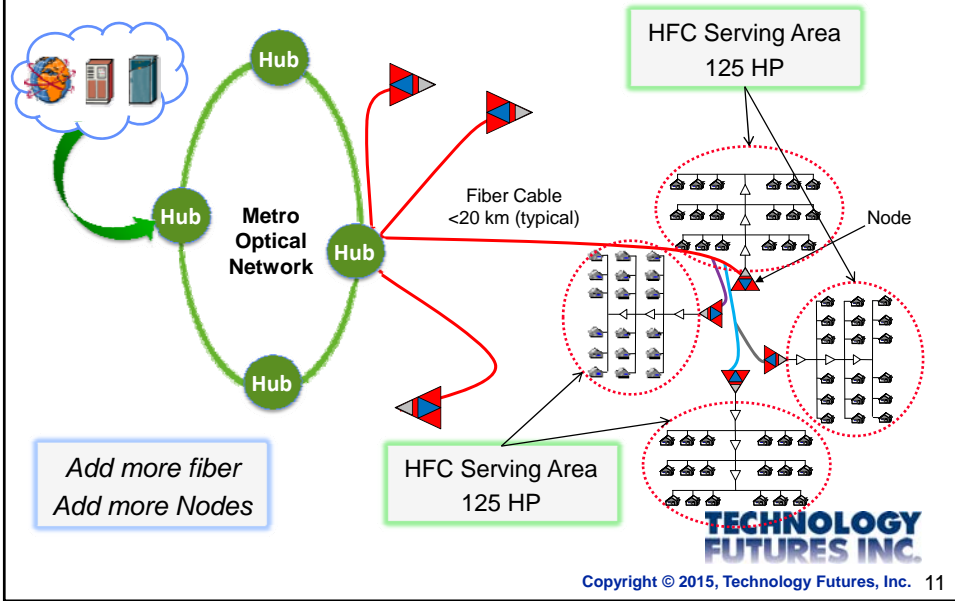 HFC Serving Area
125 HP
Hub
Hub
Metro
Optical
Network
Hub
Hub
Fiber Cable
<20 km (typical)
Node
Add more fiber
Add more Nodes
HFC Serving Area
125 HP
TECHNOLOGY
FUTURES INC.
Copyright © 2015, Technology Futures, Inc. 11